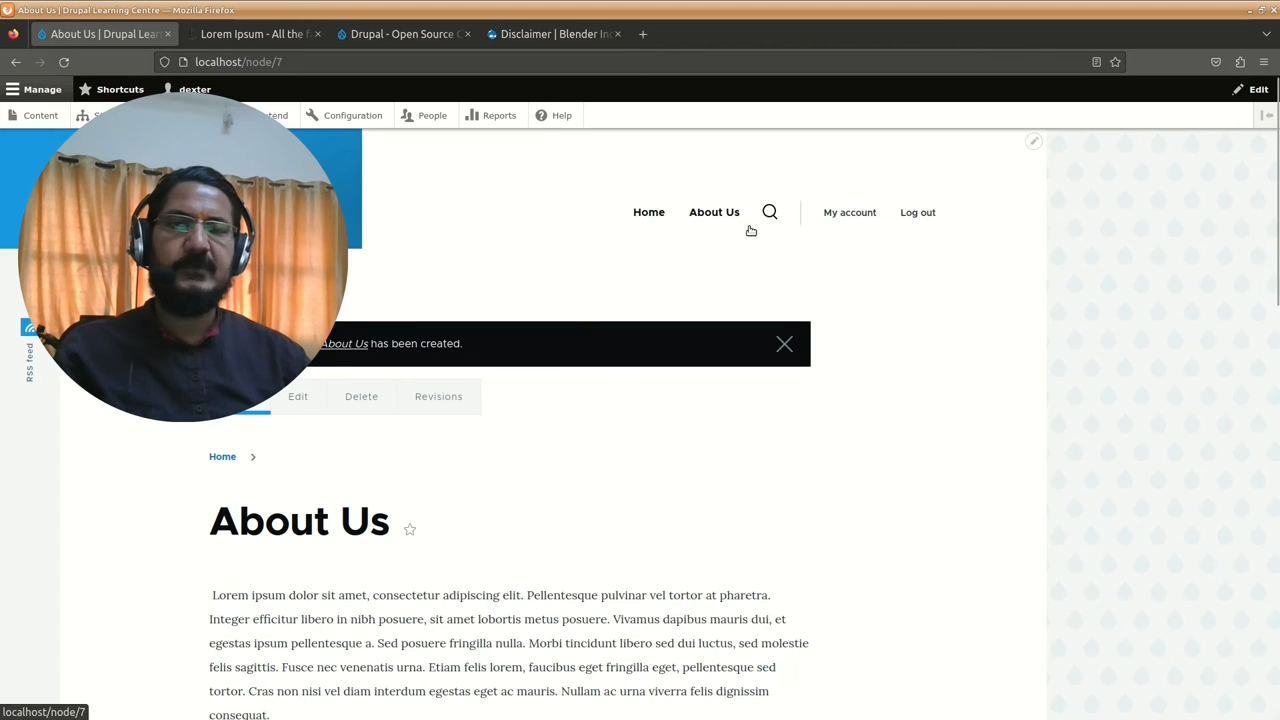 About Us | Drupal Learning Centre — Mozilla Firefox
About Us | Drupal Lear
Lorem Ipsum - All the f
Drupal - Open Source C
Disclaimer | Blender Inc
localhost/node/7
Manage
Shortcuts
dexter
Edit
Content
Configuration
People
Reports
Help
Home
About Us
My account
Log out
About Us has been created.
RSS feed
Edit
Delete
Revisions
Home
About Us
Lorem ipsum dolor sit amet, consectetur adipiscing elit. Pellentesque pulvinar vel tortor at pharetra.
Integer efficitur libero in nibh posuere, sit amet lobortis metus posuere. Vivamus dapibus mauris dui, et
egestas ipsum pellentesque a. Sed posuere fringilla nulla. Morbi tincidunt libero sed dui luctus, sed molestie
felis sagittis. Fusce nec venenatis urna. Etiam felis lorem, faucibus eget fringilla eget, pellentesque sed
tortor. Cras non nisi vel diam interdum egestas eget ac mauris. Nullam ac urna viverra felis dignissim
consequat.
localhost/node/7